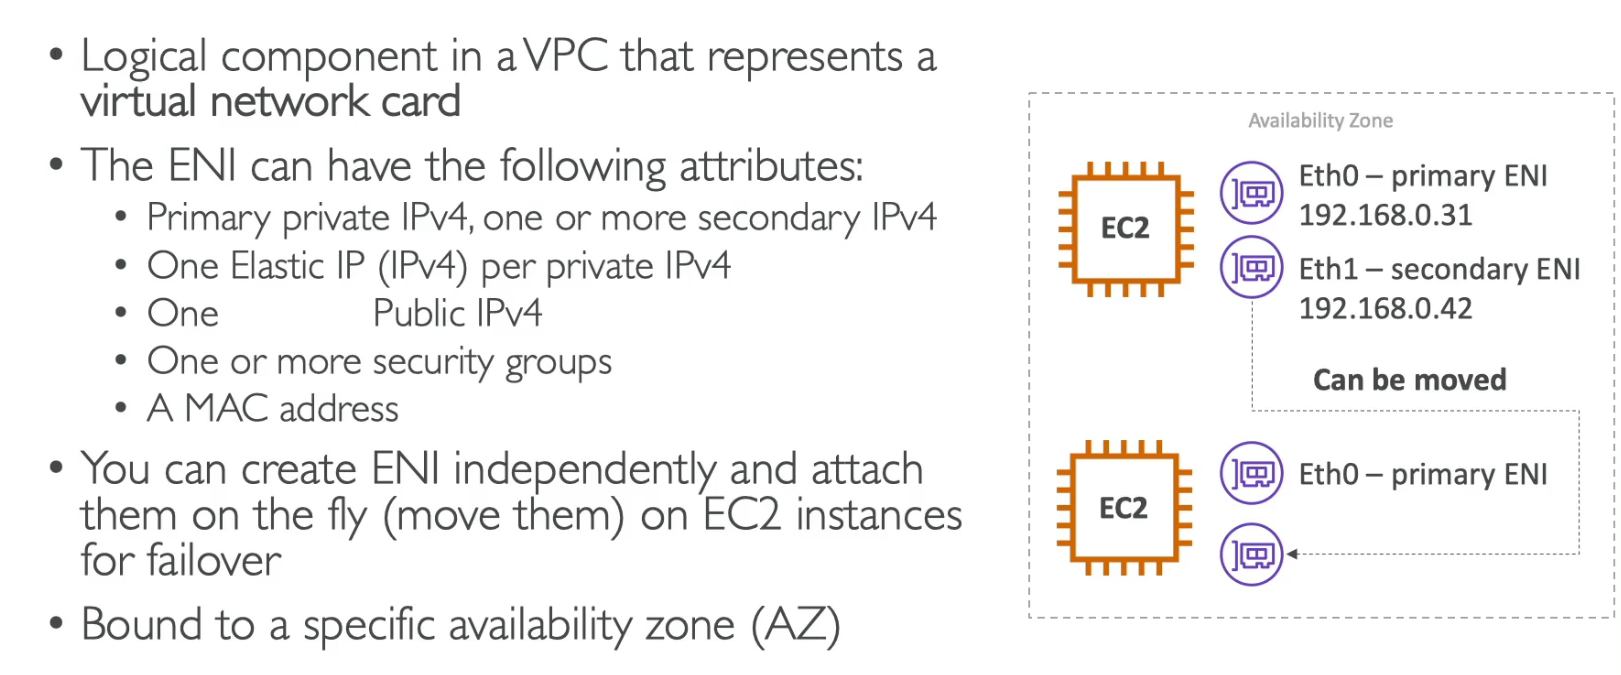 • Logical component in a VPC that represents a
virtual network card
• The ENI can have the following attributes:
• Primary private IPv4, one or more secondary IPv4
• One Elastic IP (IPv4) per private IPv4
• One Public IPv4
• One or more security groups
• A MAC address
• You can create ENI independently and attach
them on the fly (move them) on EC2 instances
for failover
• Bound to a specific availability zone (AZ)
Availability Zone
EC2
Eth0 – primary ENI
192.168.0.31
Eth1 – secondary ENI
192.168.0.42
Can be moved
EC2
Eth0 – primary ENI